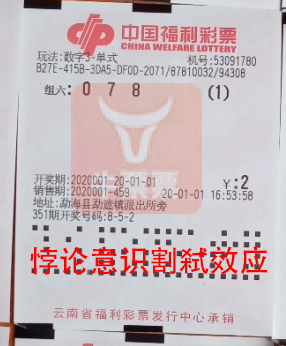 中国福利彩票
CHINA WELFARE LOTTERY
玩法:数字3-单式 机号:53091780
B27E-415B-3DA5-DF0D-2071/87810032/94308
组六: 0 7 8 (1)
开奖期:2020001 20-01-01 ¥:2
销售期:2020001-459 20-01-01 16:53:58
地址:勐海县勐遮镇派出所旁
351期开奖号码:8-5-2
悖论意识割弑效应
云南省福利彩票发行中心承销